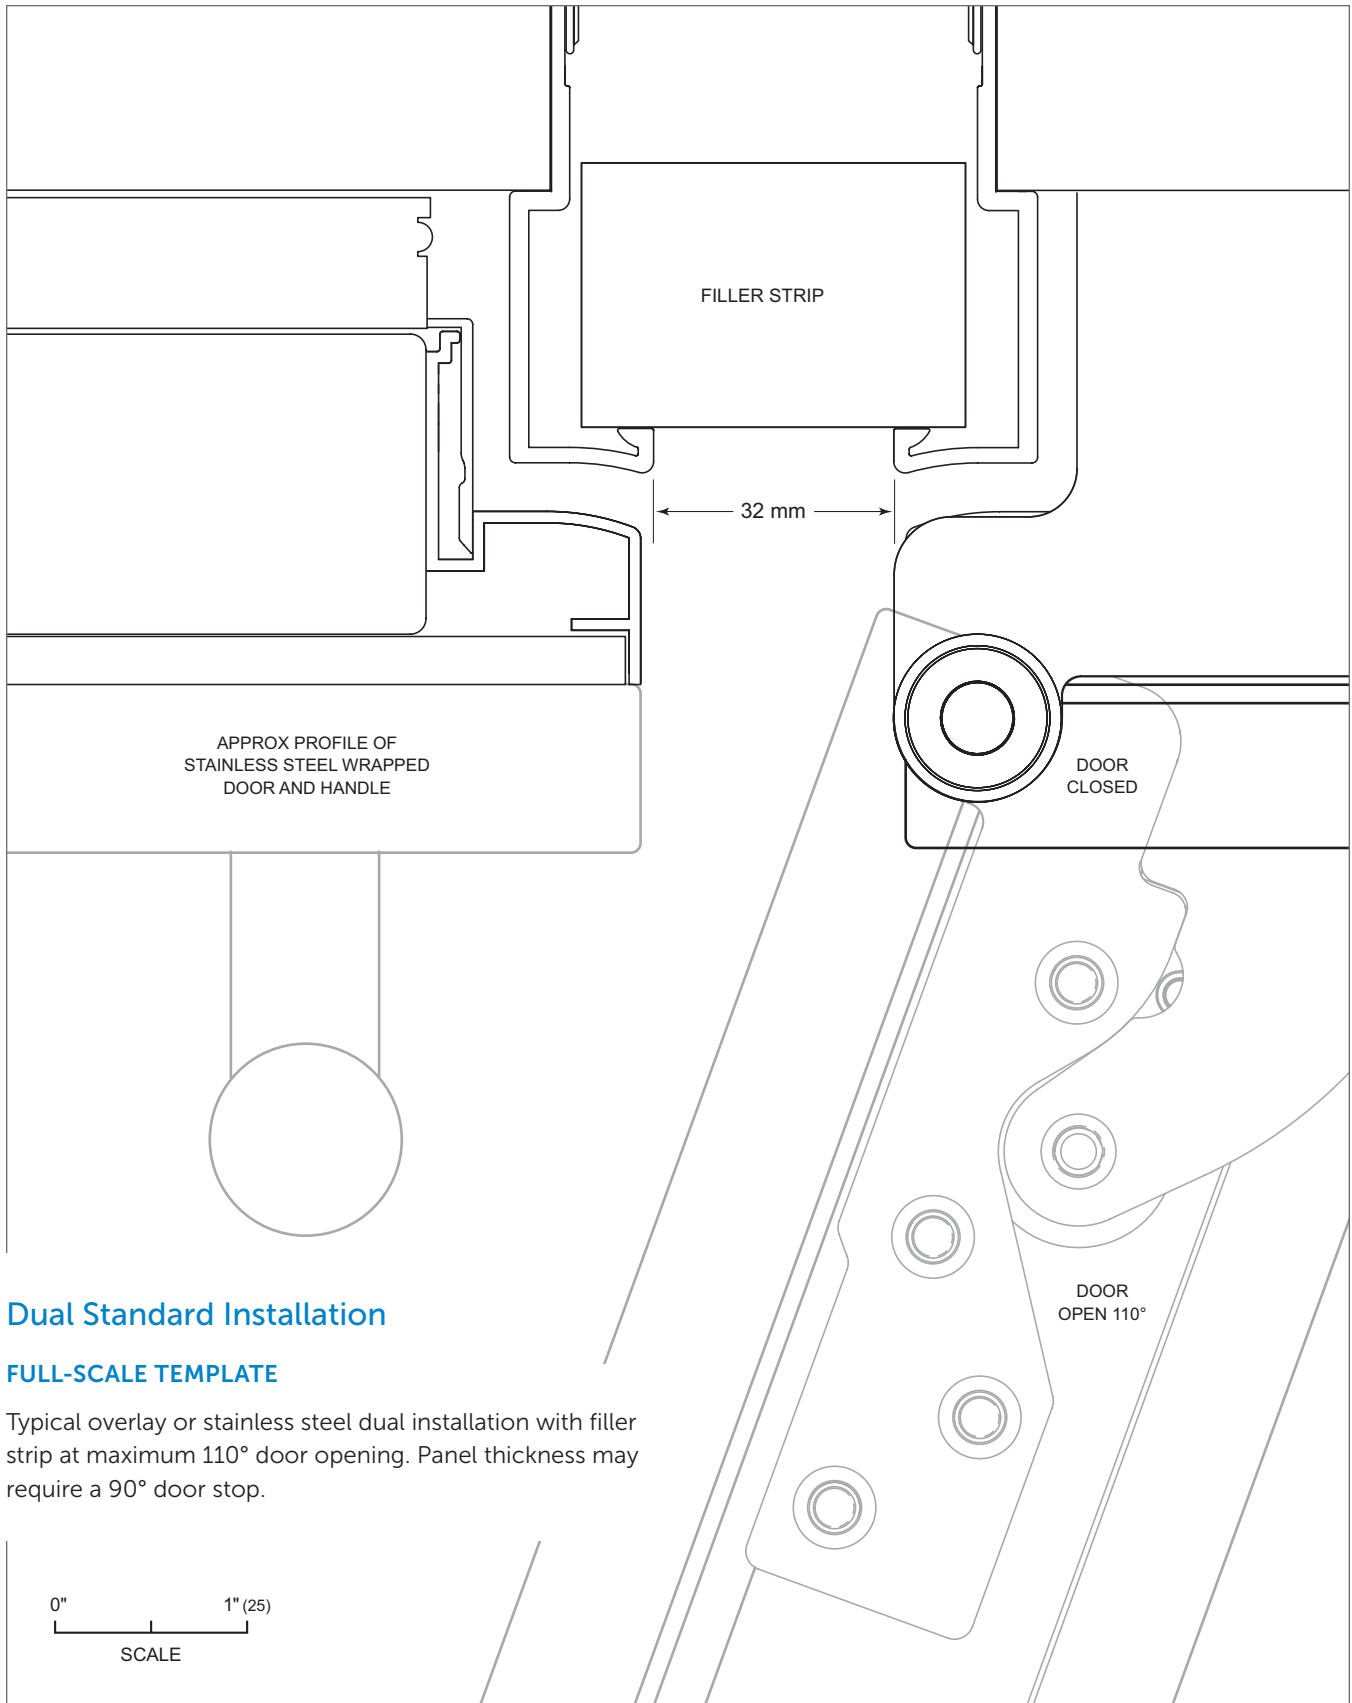 FILLER STRIP
32 mm
APPROX PROFILE OF
STAINLESS STEEL WRAPPED
DOOR AND HANDLE
DOOR
CLOSED
DOOR
OPEN 110°
Dual Standard Installation
FULL-SCALE TEMPLATE
Typical overlay or stainless steel dual installation with filler
strip at maximum 110° door opening. Panel thickness may
require a 90° door stop.
0" 1" (25)
SCALE